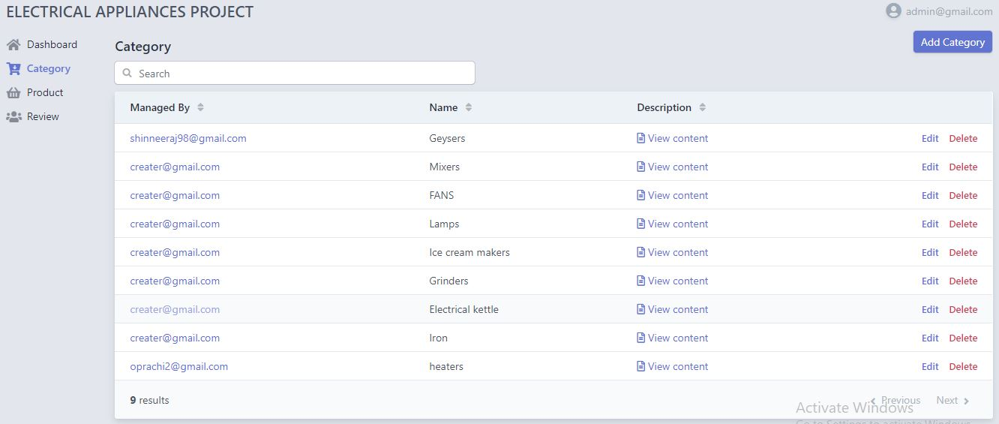 ELECTRICAL APPLIANCES PROJECT
admin@gmail.com
Dashboard
Category
Product
Review
Category
Add Category
Search
Managed By Name Description
shinneeraj98@gmail.com Geysers View content Edit Delete
creater@gmail.com Mixers View content Edit Delete
creater@gmail.com FANS View content Edit Delete
creater@gmail.com Lamps View content Edit Delete
creater@gmail.com Ice cream makers View content Edit Delete
creater@gmail.com Grinders View content Edit Delete
creater@gmail.com Electrical kettle View content Edit Delete
creater@gmail.com Iron View content Edit Delete
oprachi2@gmail.com heaters View content Edit Delete
9 results Previous Next
Activate Windows
Go to Settings to activate Windows.